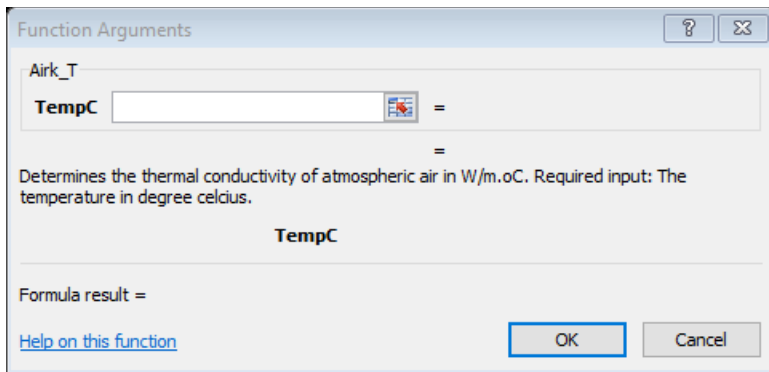 Function Arguments
?
Airk_T
TempC =
=
Determines the thermal conductivity of atmospheric air in W/m.oC. Required input: The
temperature in degree celcius.
TempC
Formula result =
Help on this function OK Cancel